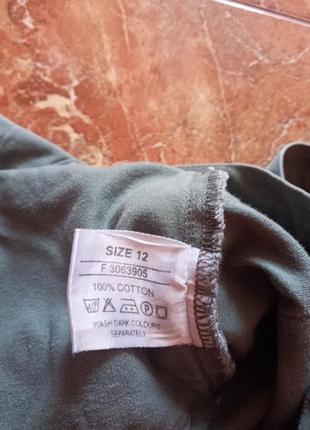 SIZE 12
F 3063905
100% COTTON
WASH DARK COLOURS
SEPARATELY